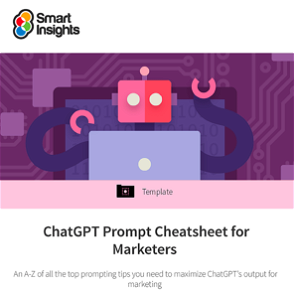 Smart
Insights
Template
ChatGPT Prompt Cheatsheet for
Marketers
An A-Z of all the top prompting tips you need to maximize ChatGPT's output for
marketing